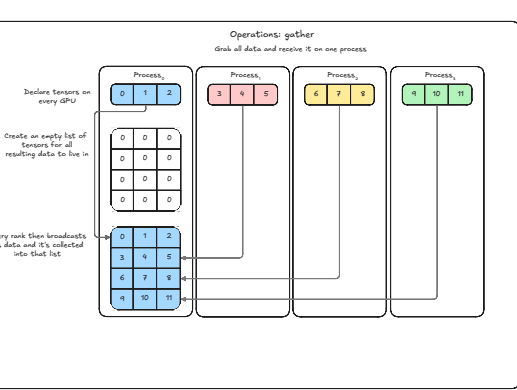 Operations: gather
Grab all data and receive it on one process
Process₀ Process₁ Process₂ Process₃
Declare tensors on
every GPU
0 1 2 3 4 5 6 7 8 9 10 11
Create an empty list of
tensors for all
resulting data to live in
0 0 0
0 0 0
0 0 0
0 0 0
rank then broadcasts
data and it's collected
into that list
0 1 2
3 4 5
6 7 8
9 10 11